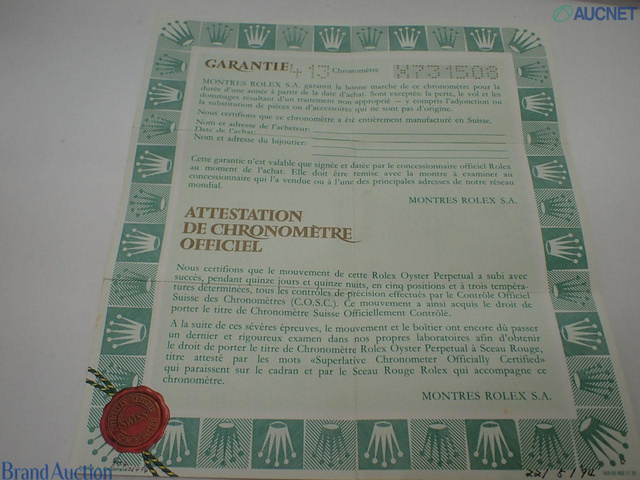 AUCNET
GARANTIE 413 Chronomètre
MONTRES ROLEX S.A. garantit la bonne marche de ce chronomètre pour la
durée d'une année à partir de la date d'achat. Sont exceptés: la perte, le vol et les
dommages résultant d'un traitement non approprié – y compris l'adjonction ou
la substitution de pièces ou d'accessoires qui ne sont pas d'origine.
Nous certifions que ce chronomètre a été entièrement manufacturé en Suisse.
Nom et adresse de l'acheteur:
Date de l'achat:
Nom et adresse du bijoutier:
Cette garantie n'est valable que signée et datée par le concessionnaire officiel Rolex
au moment de l'achat. Elle doit être remise avec la montre à examiner au
concessionnaire qui l'a vendue ou à l'une des principales adresses de notre réseau
mondial.
MONTRES ROLEX S.A.
ATTESTATION
DE CHRONOMÈTRE
OFFICIEL
Nous certifions que le mouvement de cette Rolex Oyster Perpetual a subi avec
succès, pendant quinze jours et quinze nuits, en cinq positions et à trois tempéra-
tures déterminées, tous les contrôles de précision effectués par le Contrôle Officiel
Suisse des Chronomètres (C.O.S.C.). Ce mouvement a ainsi acquis le droit de
porter le titre de Chronomètre Suisse Officiellement Contrôlé.
A la suite de ces sévères épreuves, le mouvement et le boîtier ont encore dû passer
un dernier et rigoureux examen dans nos propres laboratoires afin d'obtenir
le droit de porter le titre de Chronomètre Rolex Oyster Perpetual à Sceau Rouge,
titre attesté par les mots «Superlative Chronometer Officially Certified»
qui paraissent sur le cadran et par le Sceau Rouge Rolex qui accompagne ce
chronomètre.
MONTRES ROLEX S.A.
Brand Auction